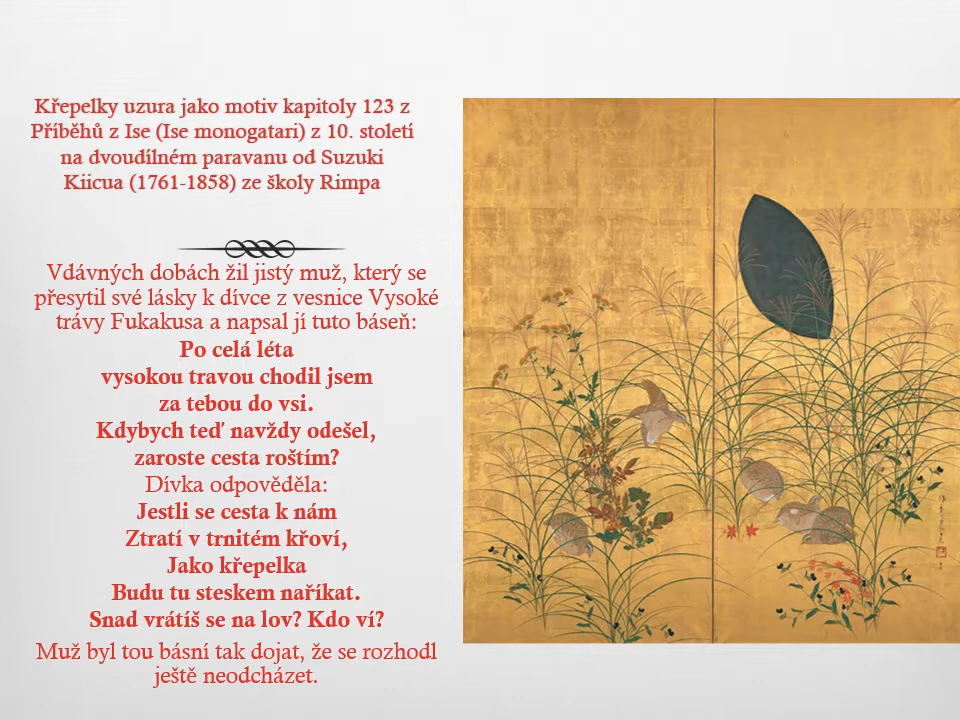 Křepelky uzura jako motiv kapitoly 123 z
Příběhů z Ise (Ise monogatari) z 10. století
na dvoudílném paravanu od Suzuki
Kiicua (1761-1858) ze školy Rimpa
Vdávných dobách žil jistý muž, který se
přesytil své lásky k dívce z vesnice Vysoké
trávy Fukakusa a napsal jí tuto báseň:
Po celá léta
vysokou travou chodil jsem
za tebou do vsi.
Kdybych teď navždy odešel,
zaroste cesta roštím?
Dívka odpověděla:
Jestli se cesta k nám
Ztratí v trnitém křoví,
Jako křepelka
Budu tu steskem naříkat.
Snad vrátíš se na lov? Kdo ví?
Muž byl tou básní tak dojat, že se rozhodl
ještě neodcházet.